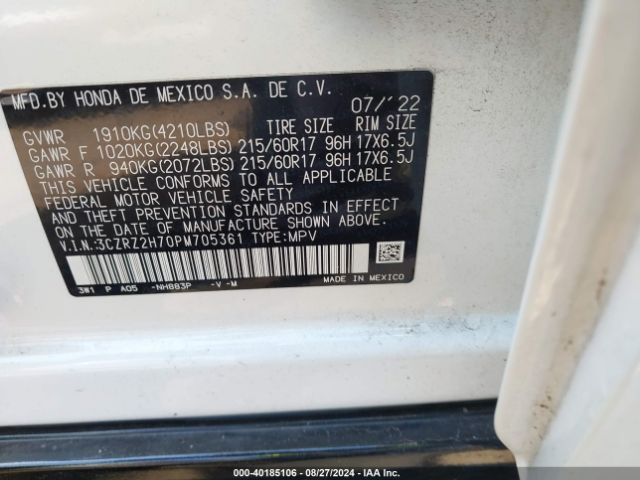 MFD.BY HONDA DE MEXICO S.A. DE C.V.
07/'22
GVWR 1910KG(4210LBS) TIRE SIZE RIM SIZE
GAWR F 1020KG(2248LBS) 215/60R17 96H 17X6.5J
GAWR R 940KG(2072LBS) 215/60R17 96H 17X6.5J
THIS VEHICLE CONFORMS TO ALL APPLICABLE
FEDERAL MOTOR VEHICLE SAFETY
AND THEFT PREVENTION STANDARDS IN EFFECT
ON THE DATE OF MANUFACTURE SHOWN ABOVE.
V.I.N.:3CZRZ2H70PM705361 TYPE:MPV
3W1 P A05 -NH883P -V -M
MADE IN MEXICO
000-40185106 - 08/27/2024 - IAA Inc.